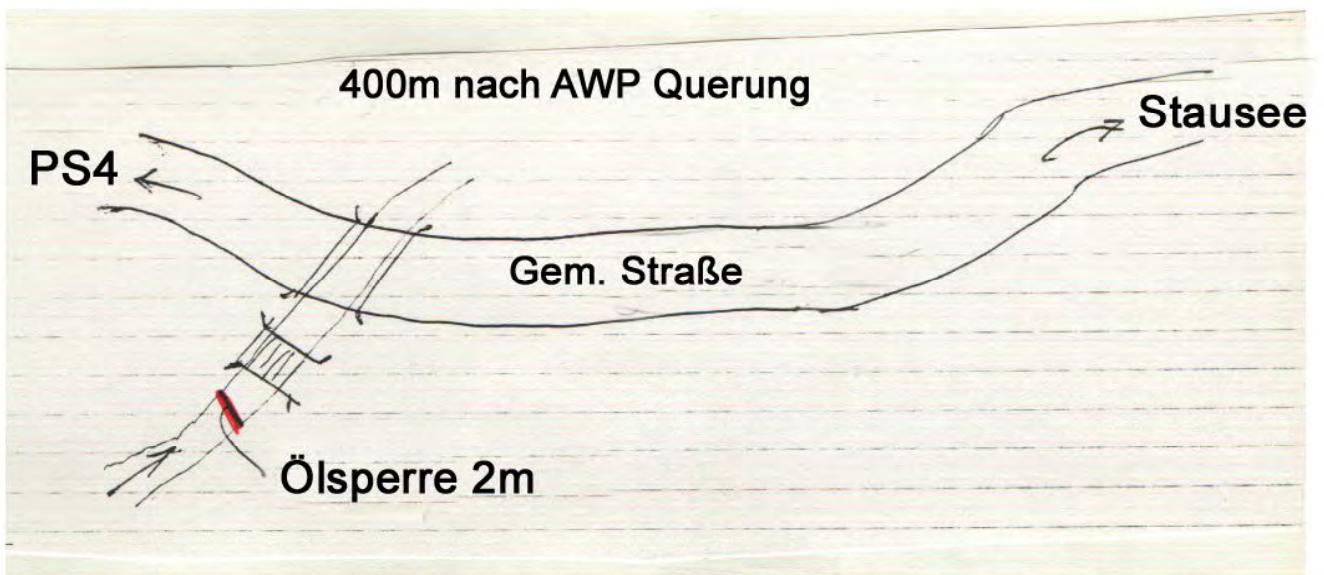 400m nach AWP Querung
Stausee
PS4
Gem. Straße
Ölsperre 2m